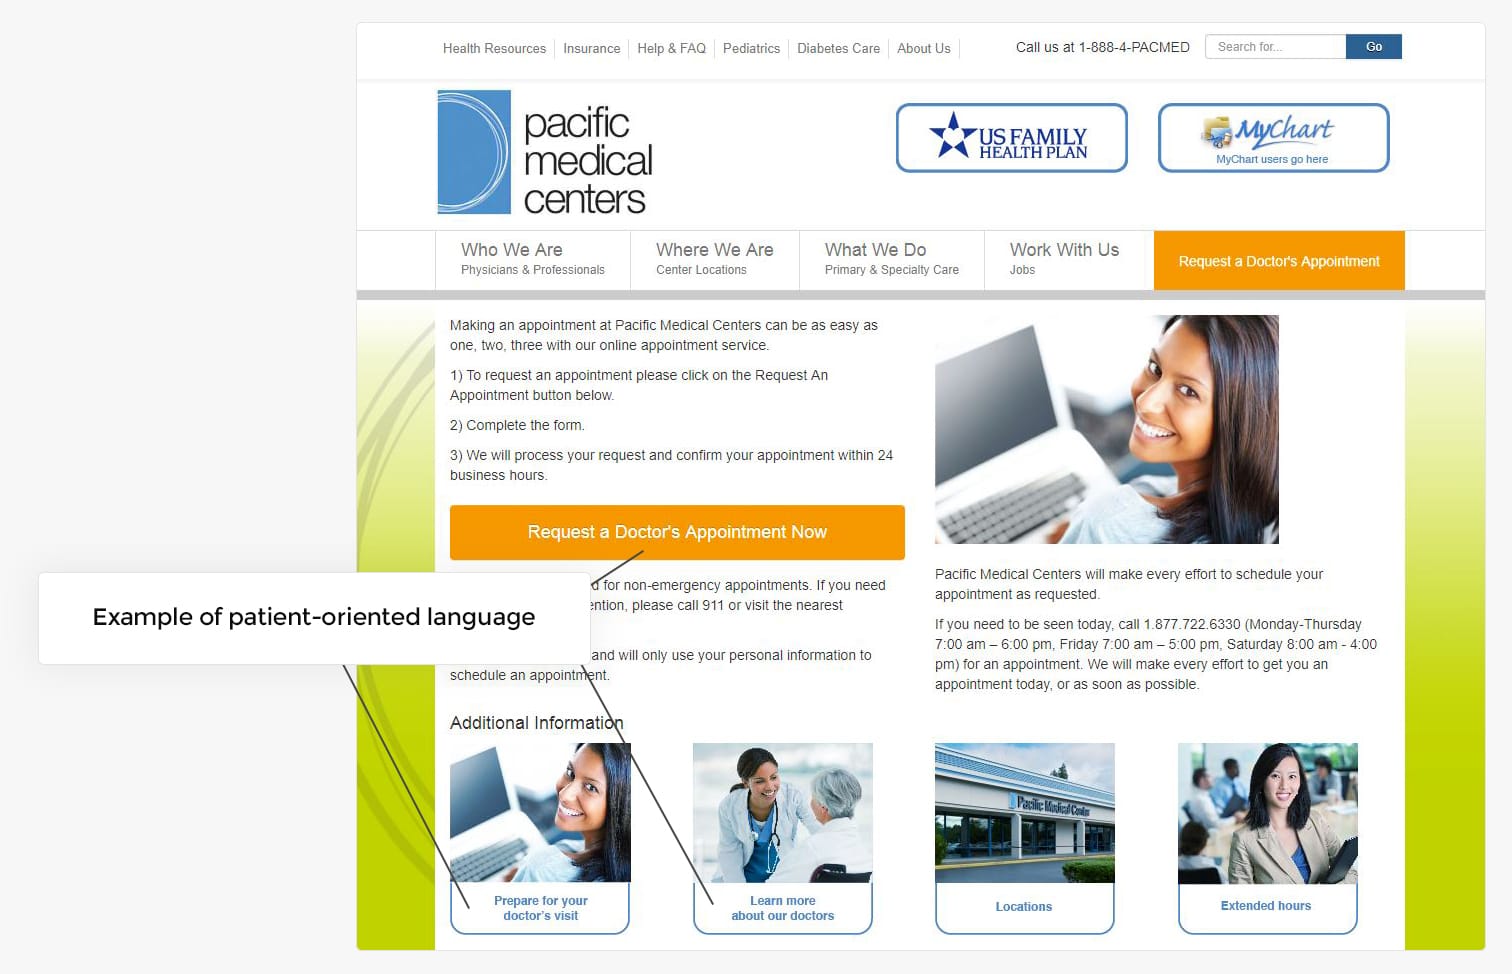 Health Resources Insurance Help & FAQ Pediatrics Diabetes Care About Us
Call us at 1-888-4-PACMED
Search for...
Go
pacific
medical
centers
US FAMILY
HEALTH PLAN
MyChart
MyChart users go here
Who We Are
Physicians & Professionals
Where We Are
Center Locations
What We Do
Primary & Specialty Care
Work With Us
Jobs
Request a Doctor's Appointment
Making an appointment at Pacific Medical Centers can be as easy as
one, two, three with our online appointment service.
1) To request an appointment please click on the Request An
Appointment button below.
2) Complete the form.
3) We will process your request and confirm your appointment within 24
business hours.
Request a Doctor's Appointment Now
for non-emergency appointments. If you need
please call 911 or visit the nearest
and will only use your personal information to
schedule an appointment.
Example of patient-oriented language
Pacific Medical Centers will make every effort to schedule your
appointment as requested.
If you need to be seen today, call 1.877.722.6330 (Monday-Thursday
7:00 am – 6:00 pm, Friday 7:00 am – 5:00 pm, Saturday 8:00 am - 4:00
pm) for an appointment. We will make every effort to get you an
appointment today, or as soon as possible.
Additional Information
Pacific Medical Center
Prepare for your
doctor's visit
Learn more
about our doctors
Locations
Extended hours